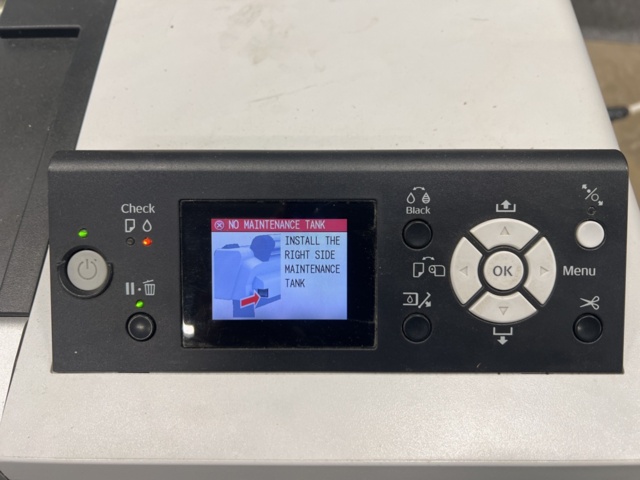 Check
Black
NO MAINTENANCE TANK
INSTALL THE
RIGHT SIDE
MAINTENANCE
TANK
OK
Menu